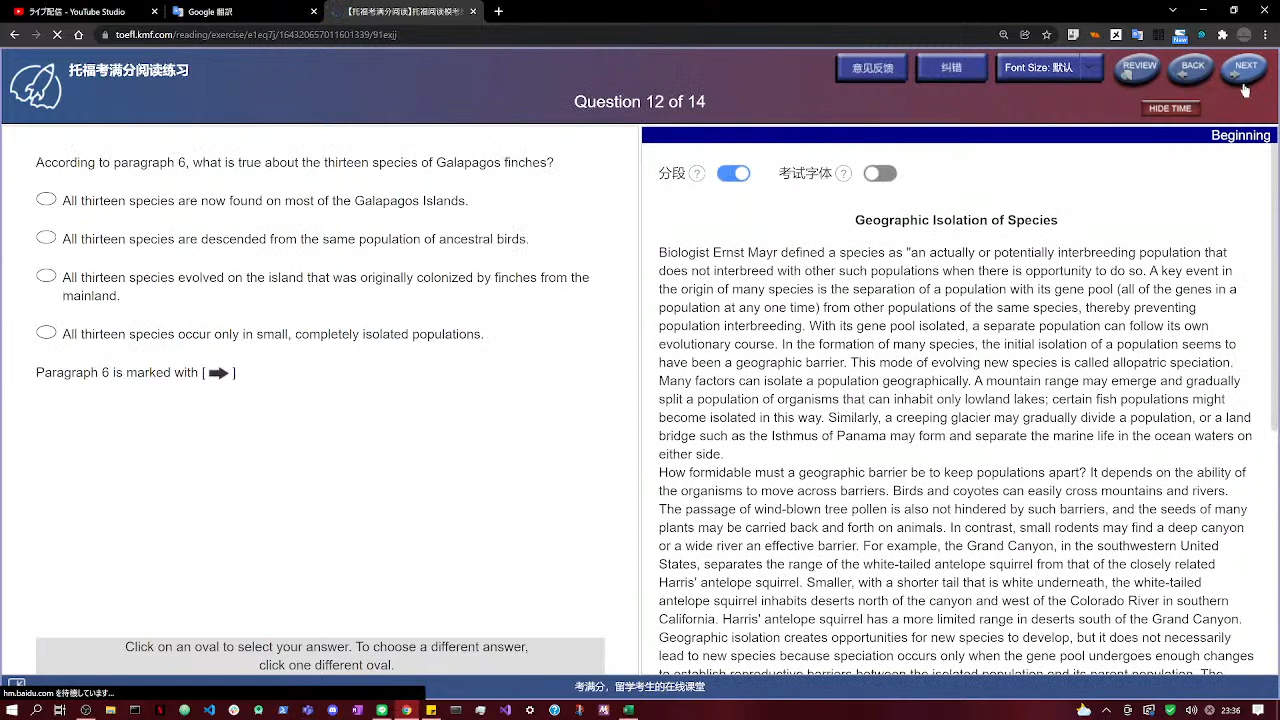 ライブ配信 - YouTube Studio
Google 翻訳
【托福考满分阅读】托福阅读模考
toefl.kmf.com/reading/exercise/e1eq7j/164320657011601339/91exjj
托福考满分阅读练习
意见反馈
纠错
Font Size: 默认
REVIEW
BACK
NEXT
Question 12 of 14
HIDE TIME
Beginning
According to paragraph 6, what is true about the thirteen species of Galapagos finches?
All thirteen species are now found on most of the Galapagos Islands.
All thirteen species are descended from the same population of ancestral birds.
All thirteen species evolved on the island that was originally colonized by finches from the
mainland.
All thirteen species occur only in small, completely isolated populations.
Paragraph 6 is marked with [ ➡ ]
Click on an oval to select your answer. To choose a different answer,
click one different oval.
分段 ?
考试字体 ?
Geographic Isolation of Species
Biologist Ernst Mayr defined a species as "an actually or potentially interbreeding population that
does not interbreed with other such populations when there is opportunity to do so. A key event in
the origin of many species is the separation of a population with its gene pool (all of the genes in a
population at any one time) from other populations of the same species, thereby preventing
population interbreeding. With its gene pool isolated, a separate population can follow its own
evolutionary course. In the formation of many species, the initial isolation of a population seems to
have been a geographic barrier. This mode of evolving new species is called allopatric speciation.
Many factors can isolate a population geographically. A mountain range may emerge and gradually
split a population of organisms that can inhabit only lowland lakes; certain fish populations might
become isolated in this way. Similarly, a creeping glacier may gradually divide a population, or a land
bridge such as the Isthmus of Panama may form and separate the marine life in the ocean waters on
either side.
How formidable must a geographic barrier be to keep populations apart? It depends on the ability of
the organisms to move across barriers. Birds and coyotes can easily cross mountains and rivers.
The passage of wind-blown tree pollen is also not hindered by such barriers, and the seeds of many
plants may be carried back and forth on animals. In contrast, small rodents may find a deep canyon
or a wide river an effective barrier. For example, the Grand Canyon, in the southwestern United
States, separates the range of the white-tailed antelope squirrel from that of the closely related
Harris' antelope squirrel. Smaller, with a shorter tail that is white underneath, the white-tailed
antelope squirrel inhabits deserts north of the canyon and west of the Colorado River in southern
California. Harris' antelope squirrel has a more limited range in deserts south of the Grand Canyon.
Geographic isolation creates opportunities for new species to develop, but it does not necessarily
lead to new species because speciation occurs only when the gene pool undergoes enough changes
to establish reproductive barriers between the isolated population and its parent population. The
考满分，留学考生的在线课堂
hm.baidu.com を待機しています...
23:36